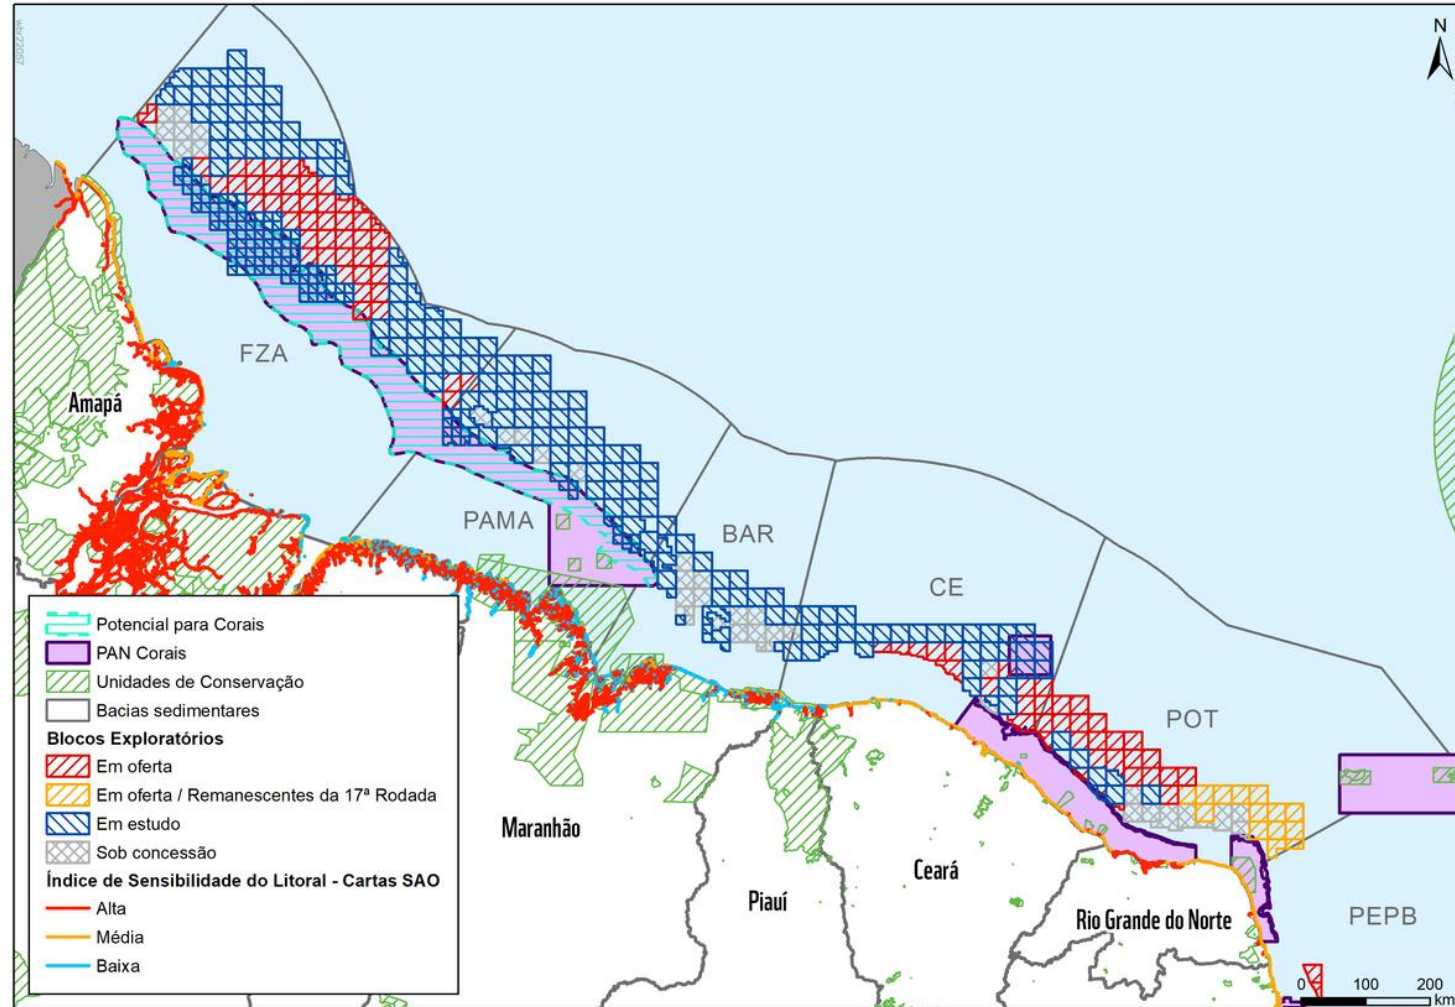 wbr22057
N
FZA
Amapá
PAMA
BAR
CE
POT
PEPB
Maranhão
Piauí
Ceará
Rio Grande do Norte
Potencial para Corais
PAN Corais
Unidades de Conservação
Bacias sedimentares
Blocos Exploratórios
Em oferta
Em oferta / Remanescentes da 17ª Rodada
Em estudo
Sob concessão
Índice de Sensibilidade do Litoral - Cartas SAO
Alta
Média
Baixa
0 100 200
km